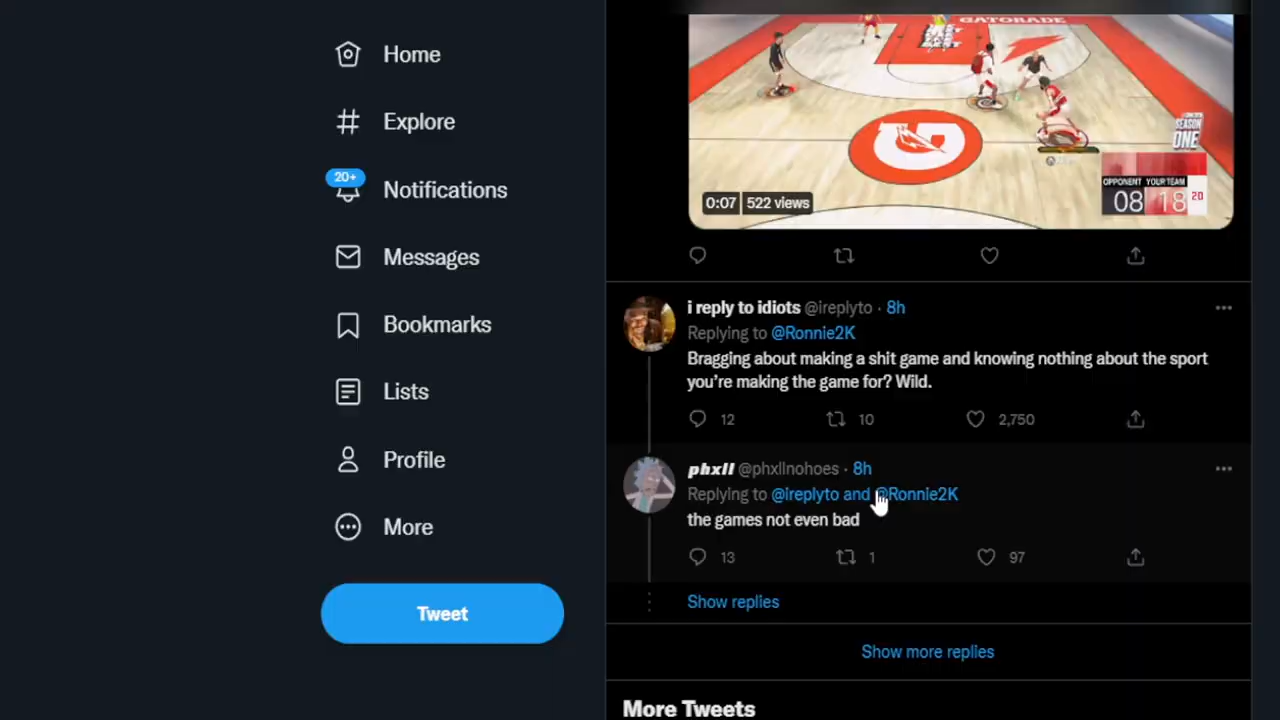 Home
Explore
20+
Notifications
Messages
Bookmarks
Lists
Profile
More
Tweet
GATORADE
SEASON
ONE
OPPONENT YOUR TEAM
08 18 20
0:07 522 views
i reply to idiots @ireplyto · 8h
Replying to @Ronnie2K
Bragging about making a shit game and knowing nothing about the sport
you’re making the game for? Wild.
12 10 2,750
phxll @phxllnohoes · 8h
Replying to @ireplyto and @Ronnie2K
the games not even bad
13 1 97
Show replies
Show more replies
More Tweets